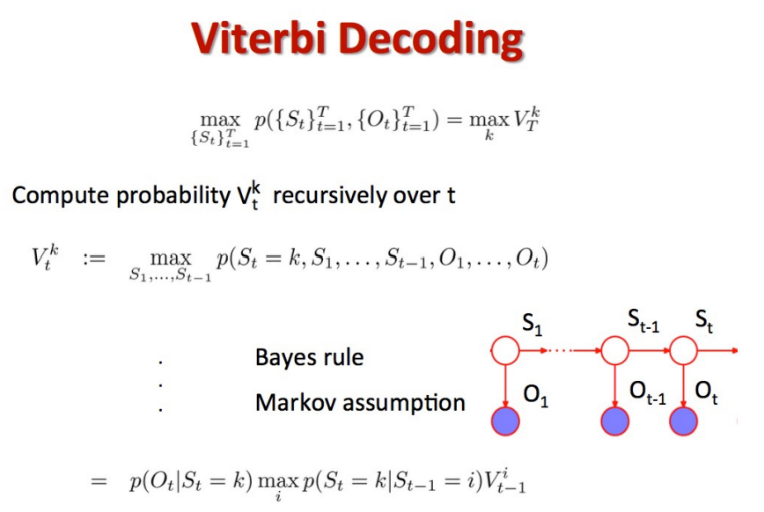 Viterbi Decoding
max_{\{S_t\}_{t=1}^T} p(\{S_t\}_{t=1}^T, \{O_t\}_{t=1}^T) = max_k V_T^k
Compute probability V_t^k recursively over t
V_t^k := max_{S_1,...,S_{t-1}} p(S_t = k, S_1, . . . , S_{t-1}, O_1, . . . , O_t)
S_1 S_{t-1} S_t
. Bayes rule
. Markov assumption
.
O_1 O_{t-1} O_t
= p(O_t|S_t = k) max_i p(S_t = k|S_{t-1} = i)V_{t-1}^i